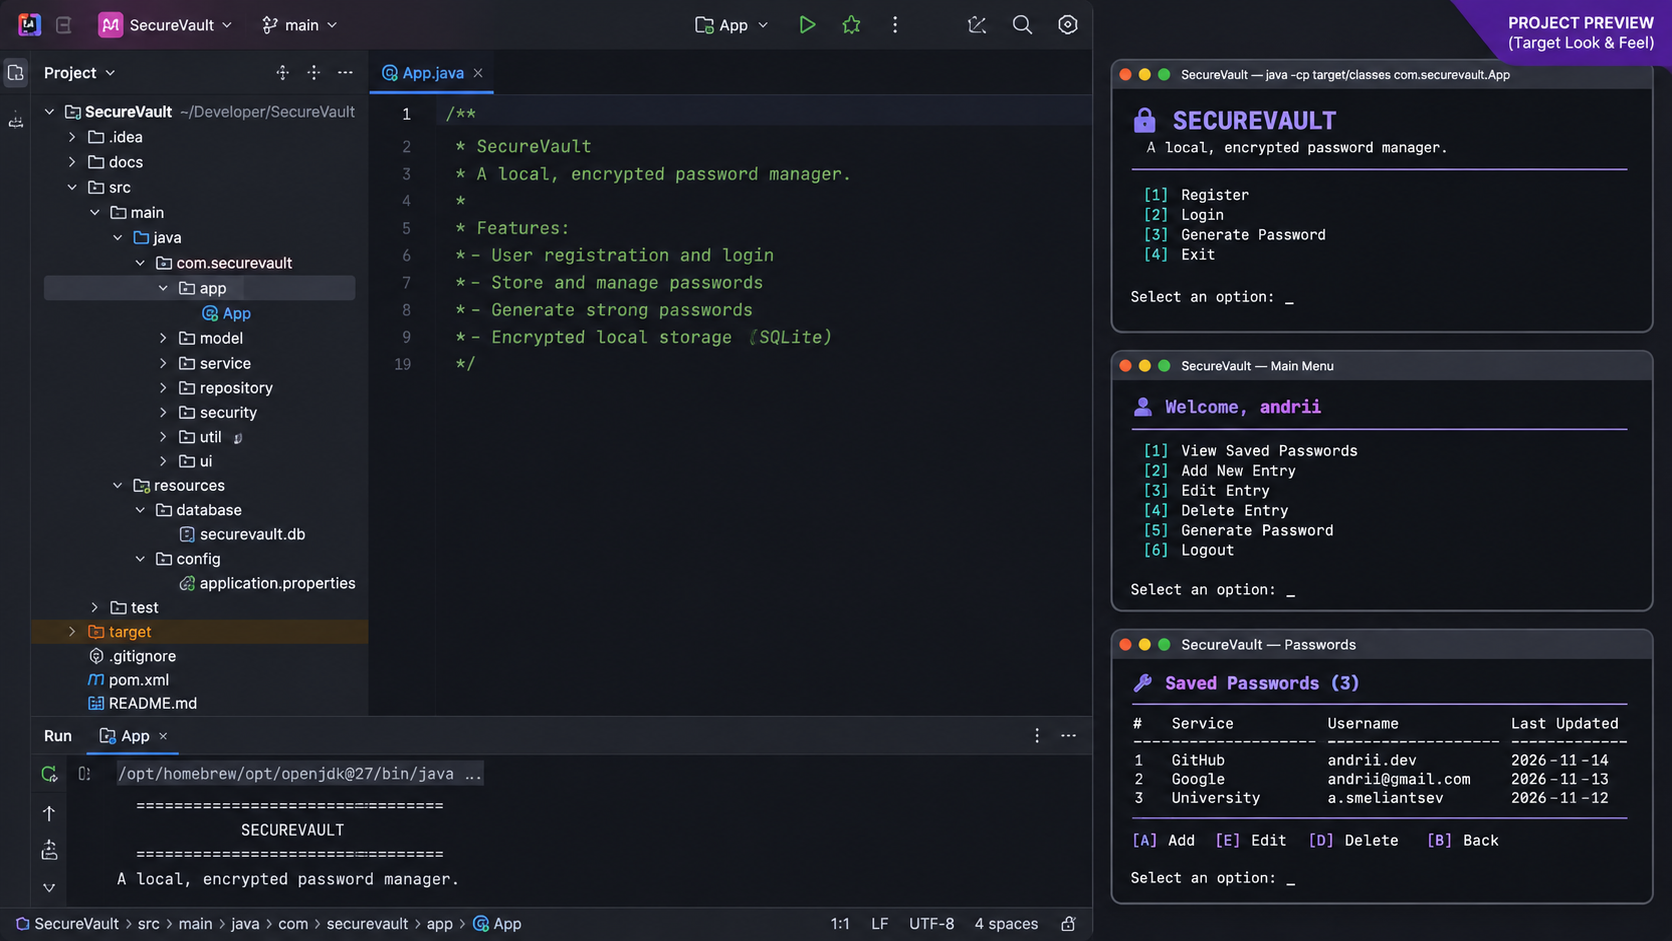 SecureVault
main
App
PROJECT PREVIEW
(Target Look & Feel)
Project
SecureVault ~/Developer/SecureVault
.idea
docs
src
main
java
com.securevault
app
App
model
service
repository
security
util
ui
resources
database
securevault.db
config
application.properties
test
target
.gitignore
pom.xml
README.md
App.java
1 /**
2 * SecureVault
3 * A local, encrypted password manager.
4 *
5 * Features:
6 * - User registration and login
7 * - Store and manage passwords
8 * - Generate strong passwords
9 * - Encrypted local storage (SQLite)
19 */
Run App
/opt/homebrew/opt/openjdk@27/bin/java ...
================================
SECUREVAULT
================================
A local, encrypted password manager.
SecureVault > src > main > java > com > securevault > app > App
1:1 LF UTF-8 4 spaces
SecureVault — java -cp target/classes com.securevault.App
SECUREVAULT
A local, encrypted password manager.
[1] Register
[2] Login
[3] Generate Password
[4] Exit
Select an option: _
SecureVault — Main Menu
Welcome, andrii
[1] View Saved Passwords
[2] Add New Entry
[3] Edit Entry
[4] Delete Entry
[5] Generate Password
[6] Logout
Select an option: _
SecureVault — Passwords
Saved Passwords (3)
# Service Username Last Updated
1 GitHub andrii.dev 2026-11-14
2 Google andrii@gmail.com 2026-11-13
3 University a.smeliantsev 2026-11-12
[A] Add [E] Edit [D] Delete [B] Back
Select an option: _